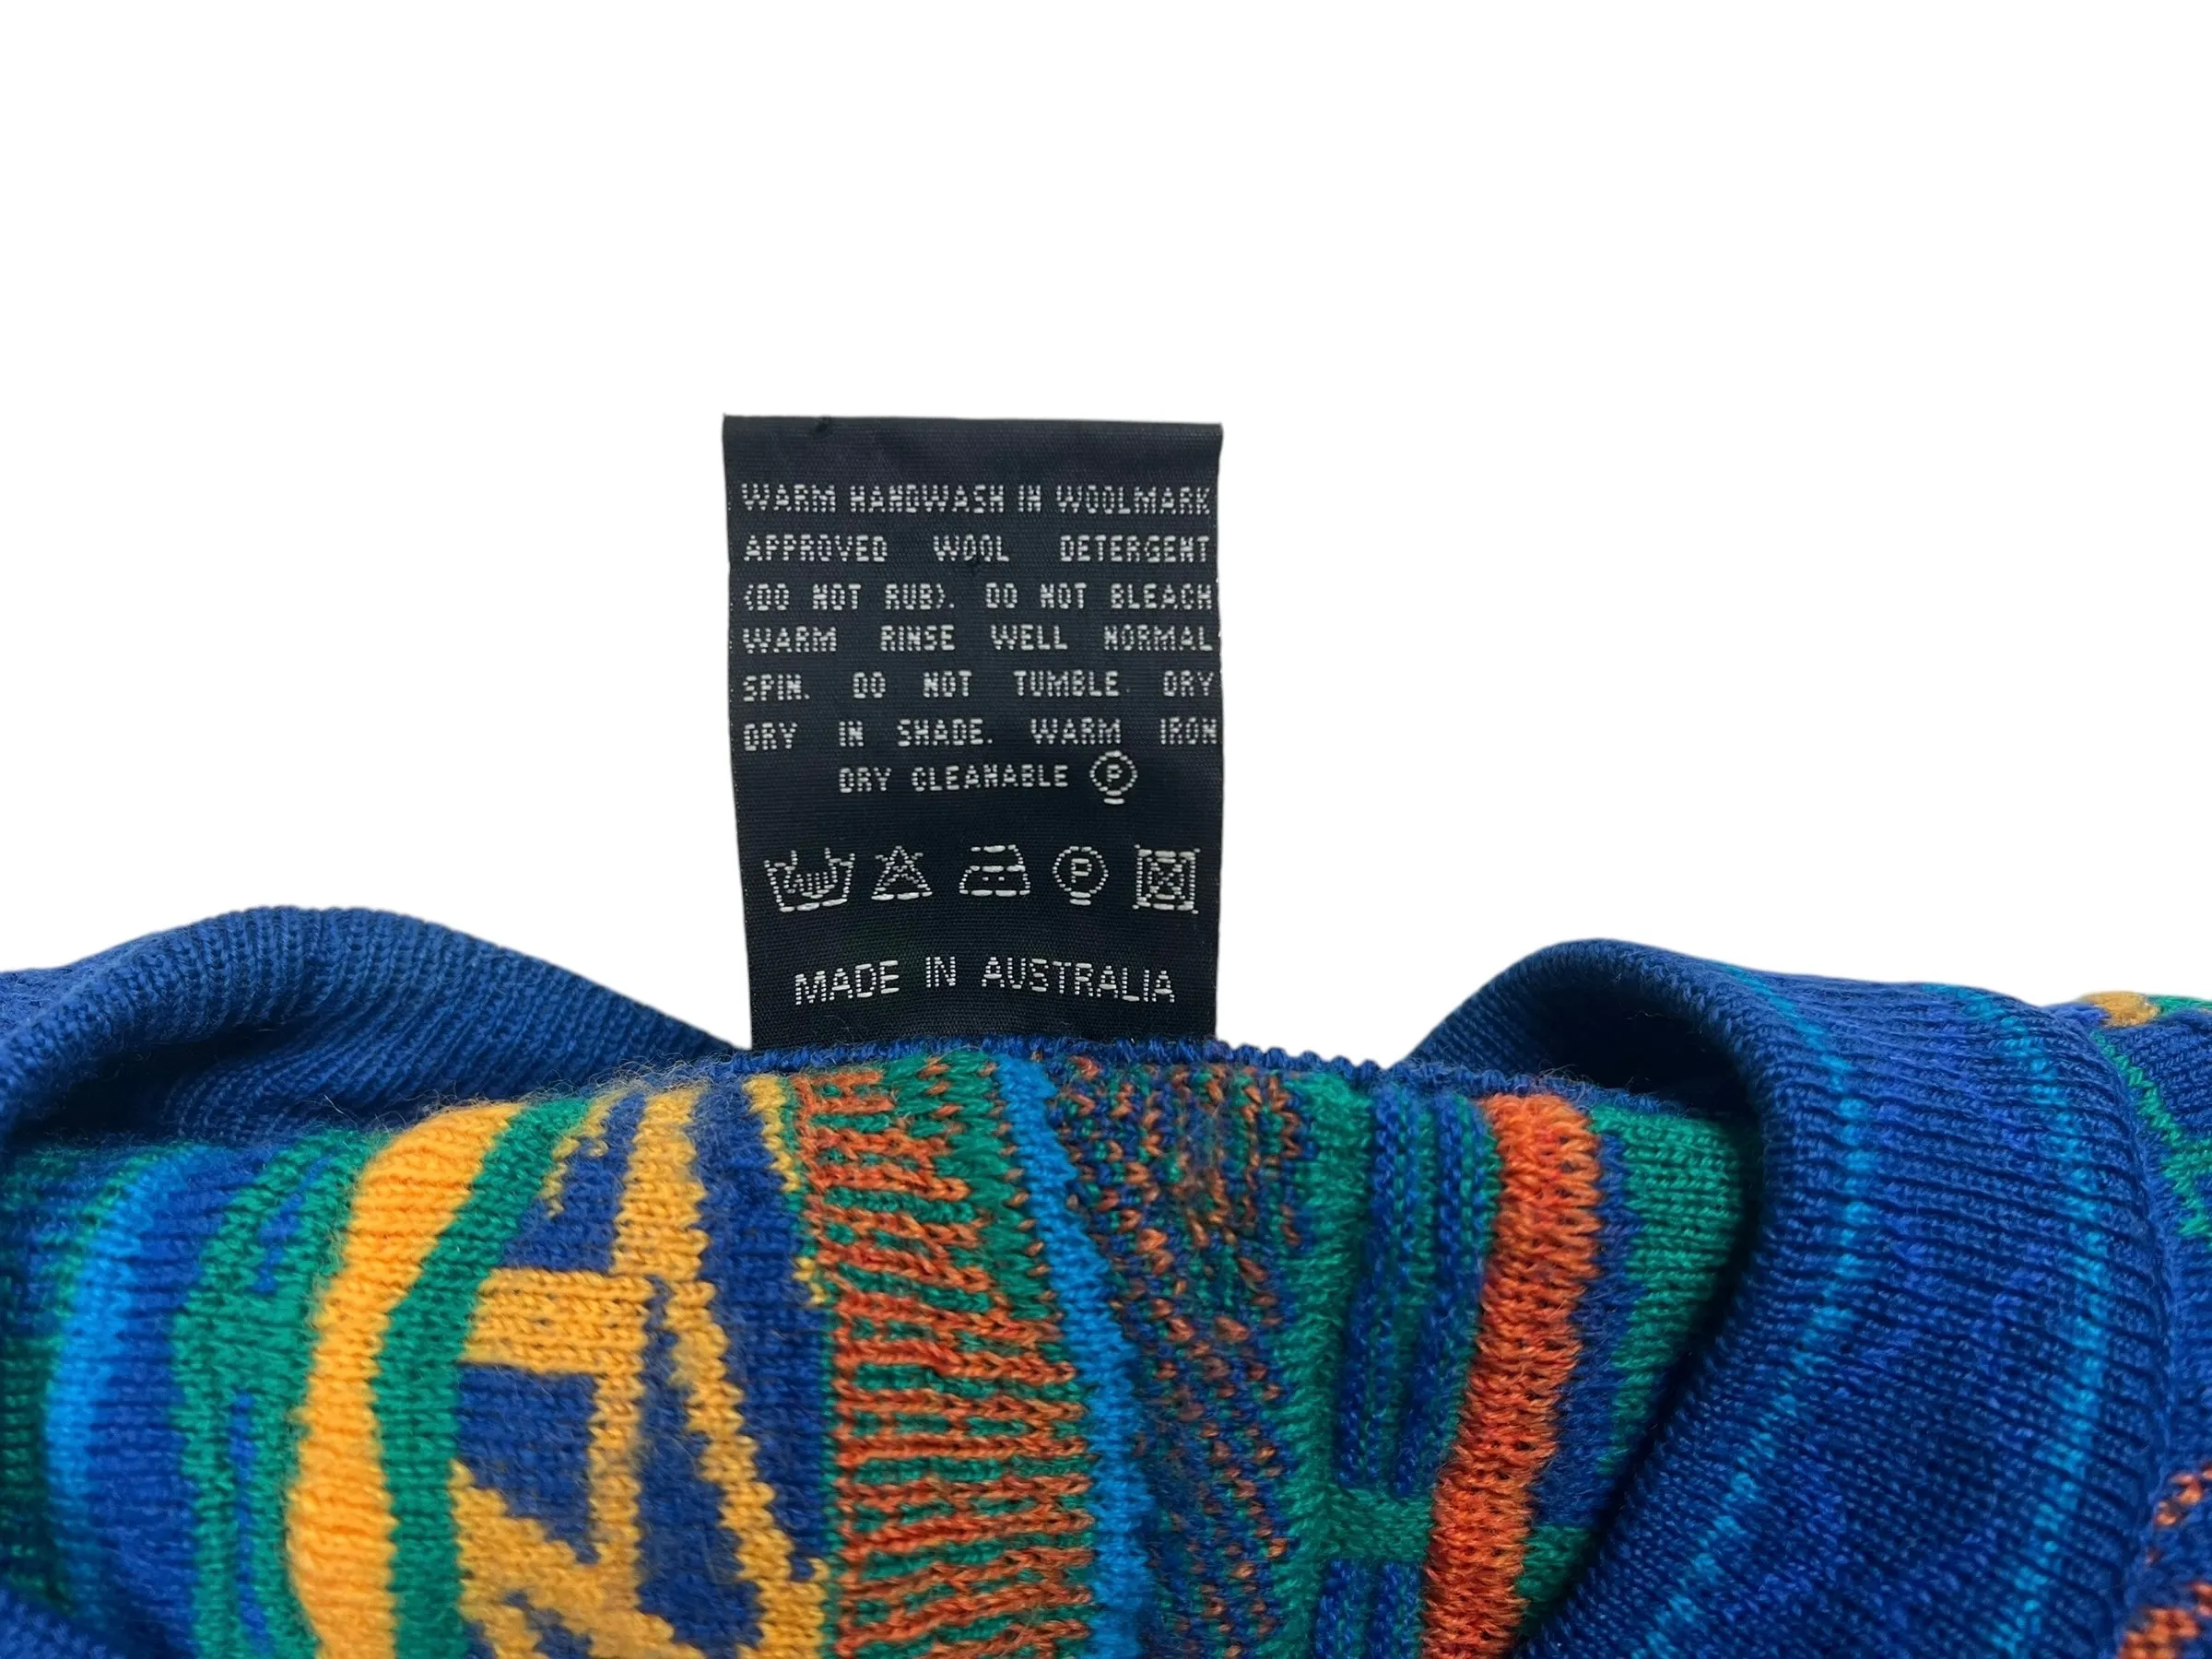 WARM HANDWASH IN WOOLMARK
APPROVED WOOL DETERGENT
(DO NOT RUB). DO NOT BLEACH
WARM RINSE WELL NORMAL
SPIN. DO NOT TUMBLE DRY
DRY IN SHADE. WARM IRON
DRY CLEANABLE P
P
MADE IN AUSTRALIA